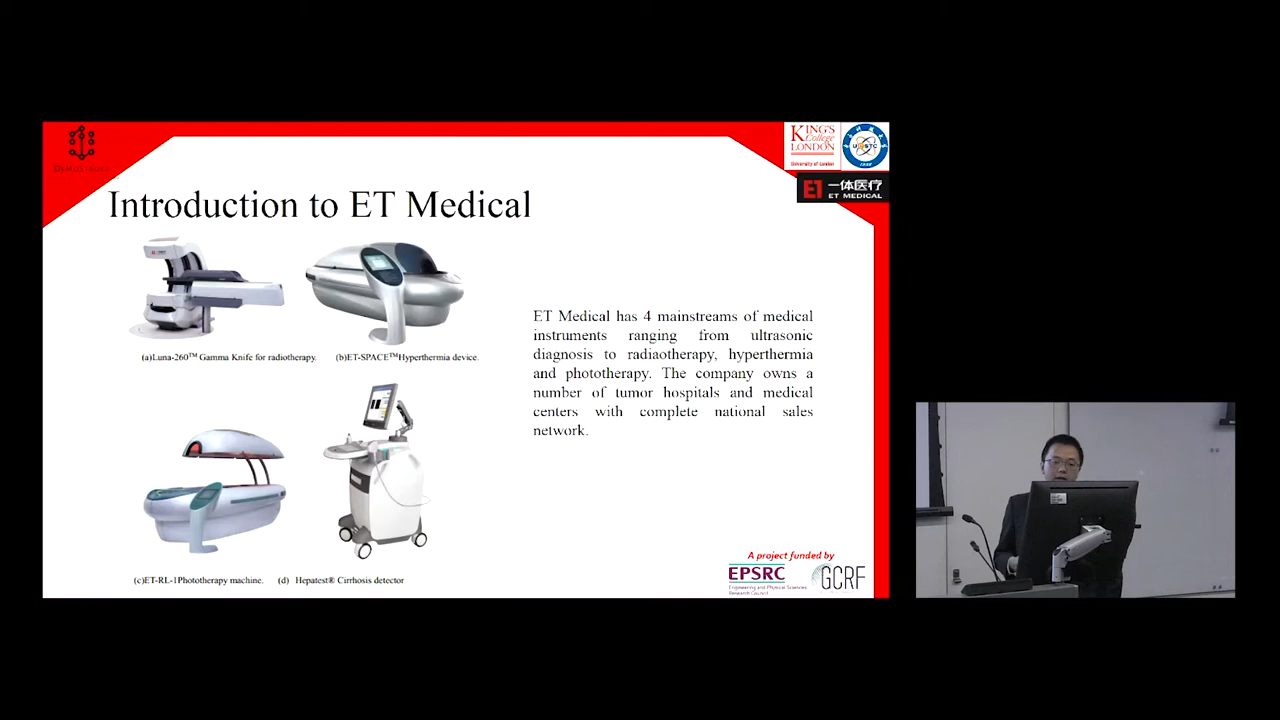 KING'S
College
LONDON
University of London
USTC
一体医疗
ET MEDICAL
Introduction to ET Medical
(a)Luna-260™ Gamma Knife for radiotherapy.
(b)ET-SPACE™Hyperthermia device.
ET Medical has 4 mainstreams of medical
instruments ranging from ultrasonic
diagnosis to radiaotherapy, hyperthermia
and phototherapy. The company owns a
number of tumor hospitals and medical
centers with complete national sales
network.
(c)ET-RL-1Phototherapy machine.
(d) Hepatest® Cirrhosis detector
A project funded by
EPSRC
Engineering and Physical Sciences
Research Council
GCRF